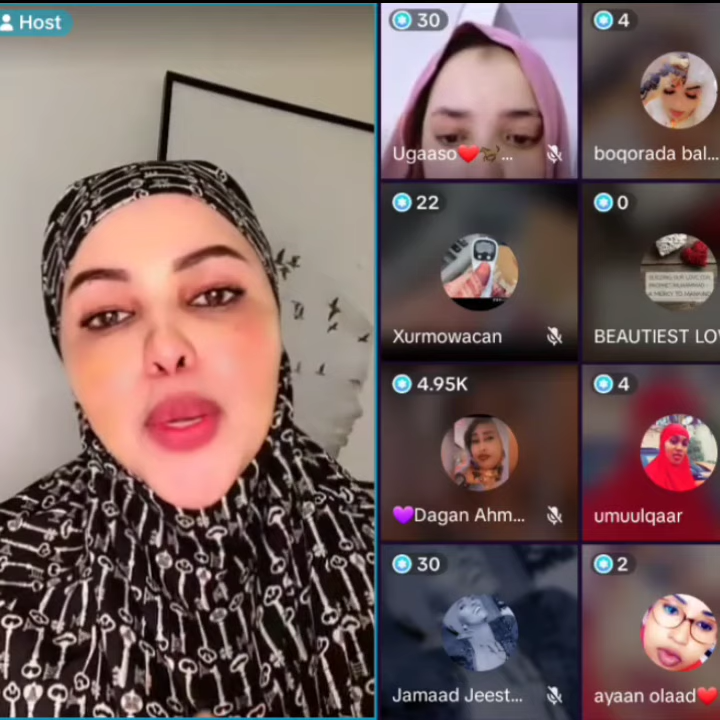 Host
30
Ugaaso❤️...
4
boqorada bal...
22
Xurmowacan
0
BEAUTIEST LO
4.95K
💜Dagan Ahm...
4
umuulqaar
30
Jamaad Jeest...
2
ayaan olaad❤️